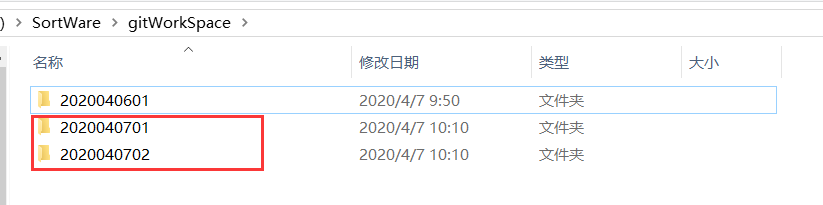 ) > SortWare > gitWorkSpace >
名称 修改日期 类型 大小
2020040601 2020/4/7 9:50 文件夹
2020040701 2020/4/7 10:10 文件夹
2020040702 2020/4/7 10:10 文件夹